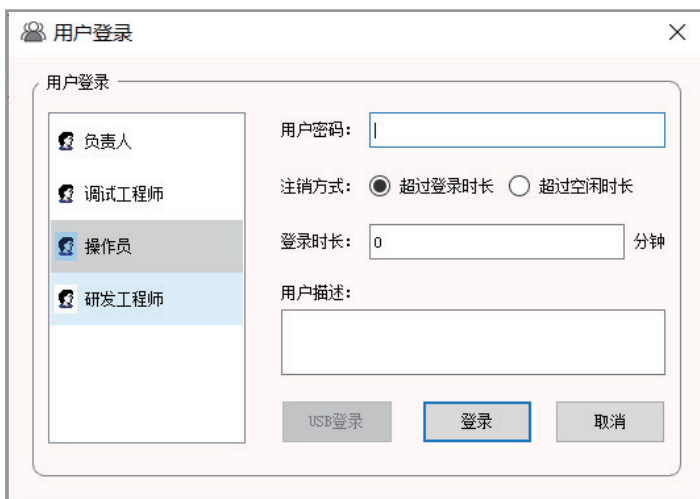 用户登录
用户登录
负责人
调试工程师
操作员
研发工程师
用户密码:
注销方式: 超过登录时长 超过空闲时长
登录时长: 0 分钟
用户描述:
USB登录 登录 取消